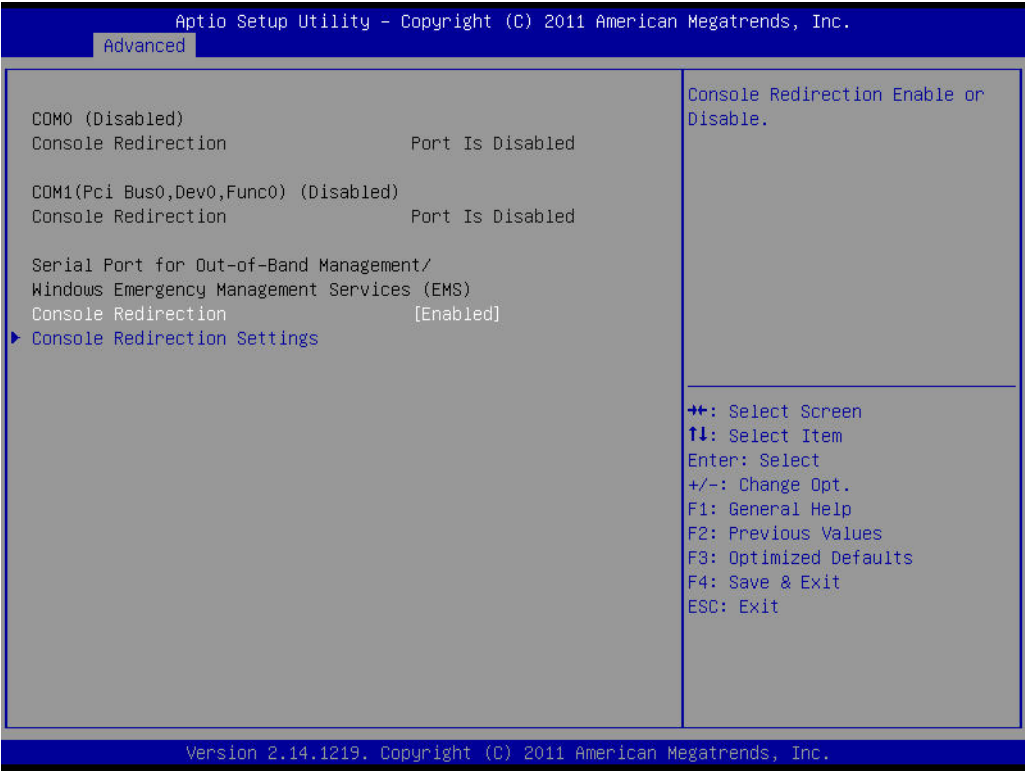 Aptio Setup Utility – Copyright (C) 2011 American Megatrends, Inc.
Advanced
COM0 (Disabled)
Console Redirection Port Is Disabled
COM1(Pci Bus0,Dev0,Func0) (Disabled)
Console Redirection Port Is Disabled
Serial Port for Out-of-Band Management/
Windows Emergency Management Services (EMS)
Console Redirection [Enabled]
Console Redirection Settings
Console Redirection Enable or
Disable.
→←: Select Screen
↑↓: Select Item
Enter: Select
+/-: Change Opt.
F1: General Help
F2: Previous Values
F3: Optimized Defaults
F4: Save & Exit
ESC: Exit
Version 2.14.1219. Copyright (C) 2011 American Megatrends, Inc.